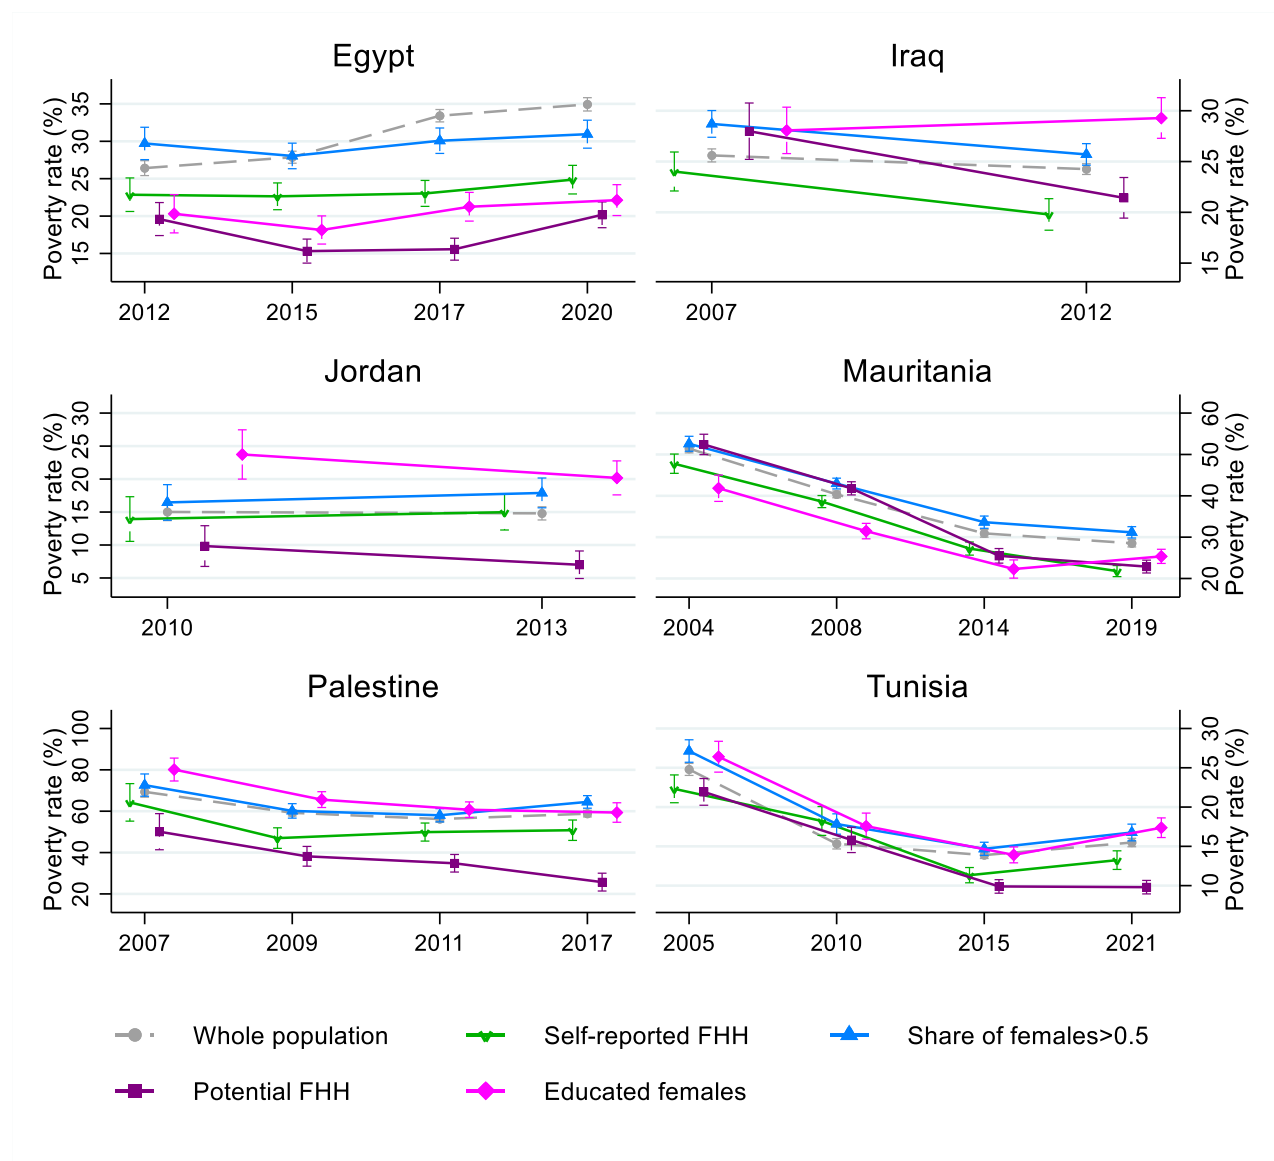 Egypt
Iraq
Poverty rate (%)
35
30
25
20
15
2012 2015 2017 2020
Poverty rate (%)
30
25
20
15
2007 2012
Jordan
Mauritania
Poverty rate (%)
30
25
20
15
10
5
2010 2013
Poverty rate (%)
60
50
40
30
20
2004 2008 2014 2019
Palestine
Tunisia
Poverty rate (%)
100
80
60
40
20
2007 2009 2011 2017
Poverty rate (%)
30
25
20
15
10
2005 2010 2015 2021
Whole population Self-reported FHH Share of females>0.5
Potential FHH Educated females